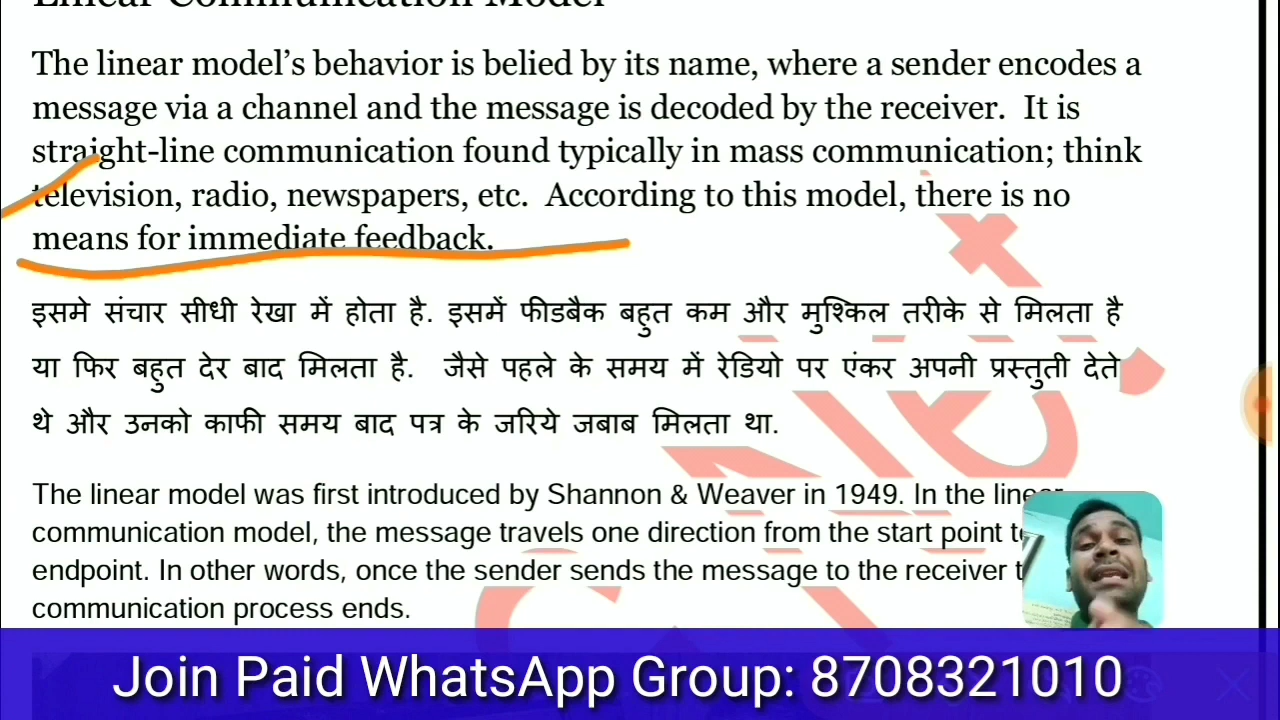 Linear Communication Model
The linear model’s behavior is belied by its name, where a sender encodes a
message via a channel and the message is decoded by the receiver.  It is
straight-line communication found typically in mass communication; think
television, radio, newspapers, etc.  According to this model, there is no
means for immediate feedback.
इसमे संचार सीधी रेखा में होता है. इसमें फीडबैक बहुत कम और मुश्किल तरीके से मिलता है
या फिर बहुत देर बाद मिलता है.  जैसे पहले के समय में रेडियो पर एंकर अपनी प्रस्तुती देते
थे और उनको काफी समय बाद पत्र के जरिये जबाब मिलता था.
The linear model was first introduced by Shannon & Weaver in 1949. In the linear
communication model, the message travels one direction from the start point
endpoint. In other words, once the sender sends the message to the receiver
communication process ends.
Join Paid WhatsApp Group: 8708321010